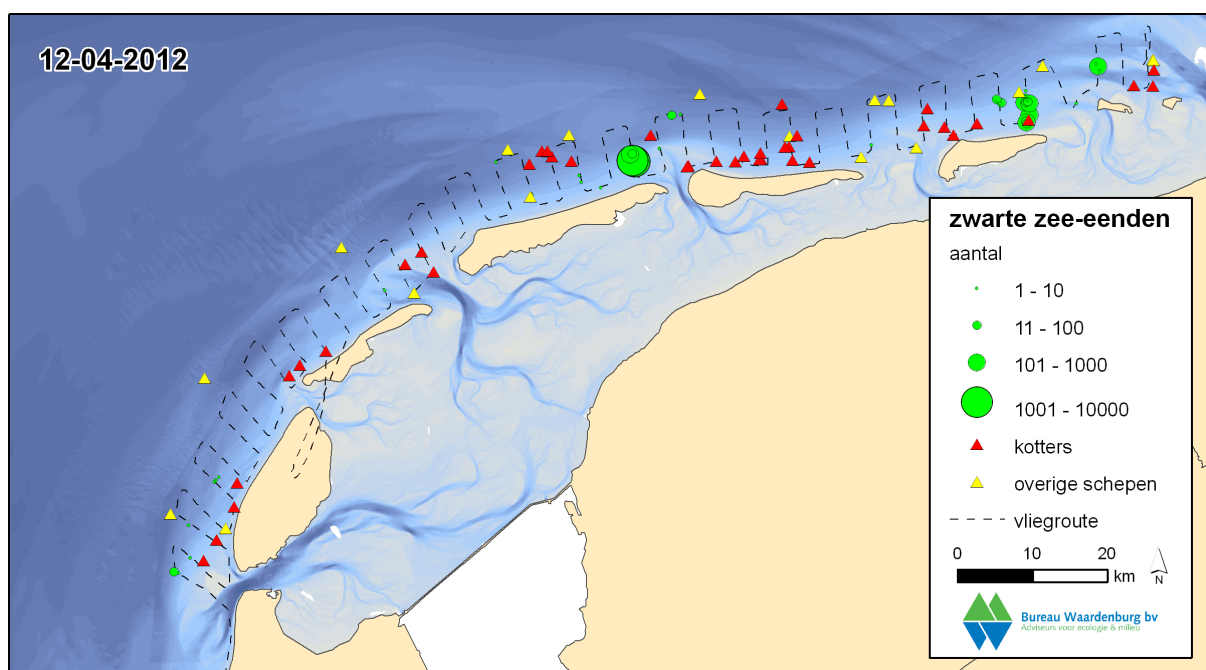 12-04-2012
zwarte zee-eenden
aantal
1 - 10
11 - 100
101 - 1000
1001 - 10000
kotters
overige schepen
vliegroute
0 10 20
km
N
Bureau Waardenburg bv
Adviseurs voor ecologie & milieu